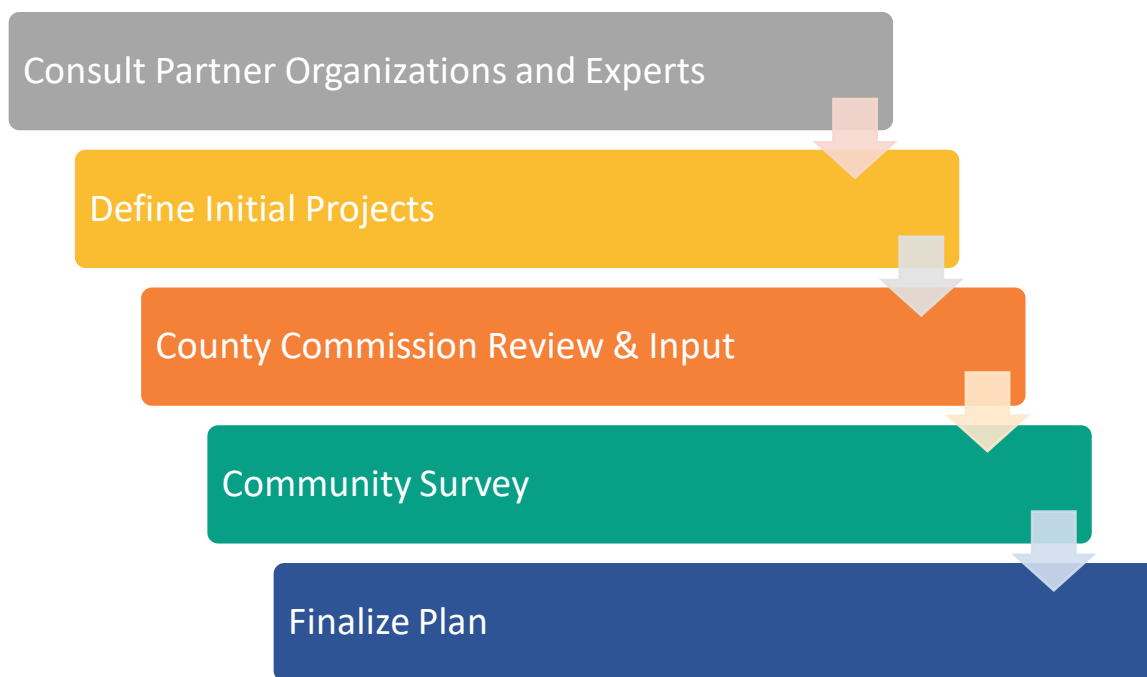 Consult Partner Organizations and Experts
Define Initial Projects
County Commission Review & Input
Community Survey
Finalize Plan